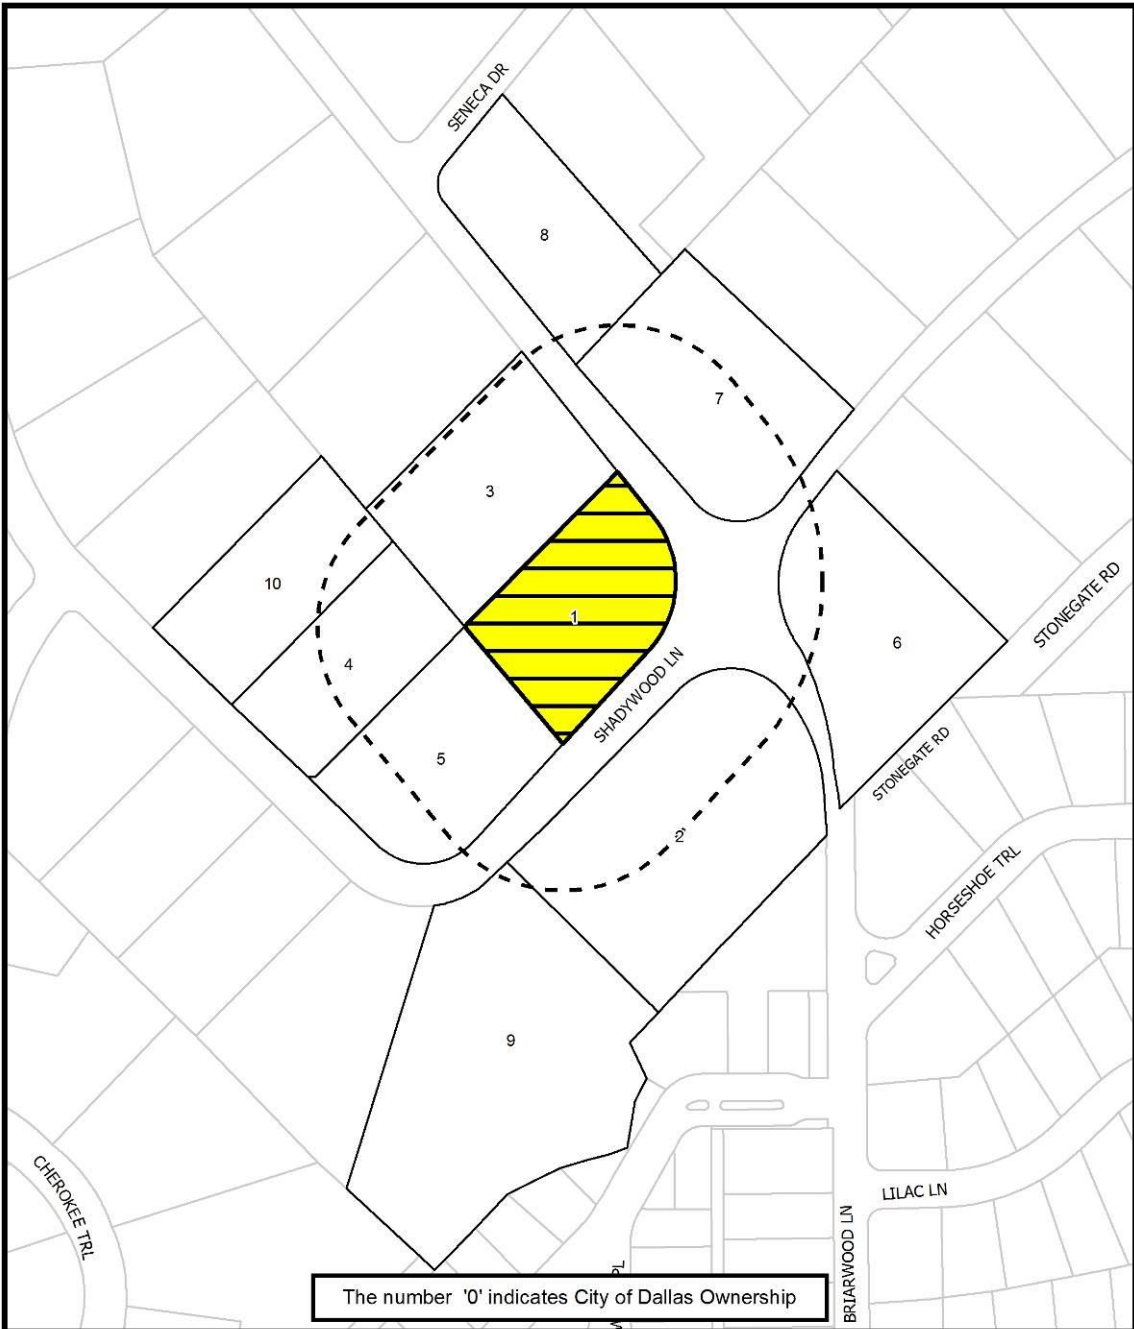 SENECA DR
8
7
3
10
1
4
6
STONEGATE RD
SHADYWOOD LN
5
STONEGATE RD
2
HORSESHOE TRL
9
CHEROKEE TRL
LILAC LN
BRIARWOOD LN
PL
The number '0' indicates City of Dallas Ownership